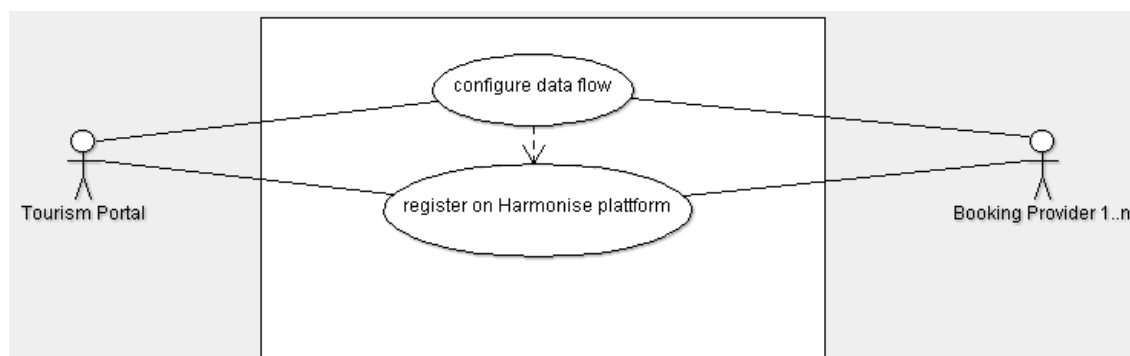 configure data flow
register on Harmonise plattform
Tourism Portal
Booking Provider 1..n